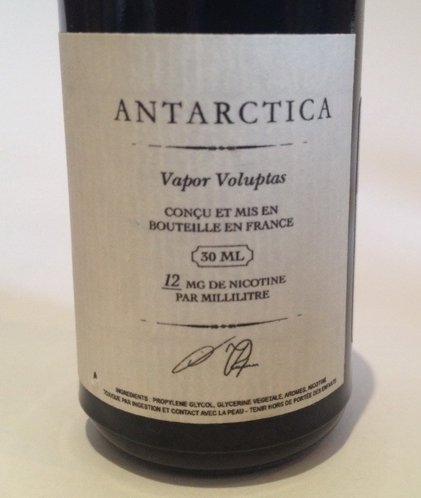 ANTARCTICA
Vapor Voluptas
CONÇU ET MIS EN
BOUTEILLE EN FRANCE
30 ML
12 MG DE NICOTINE
PAR MILLILITRE
A
INGREDIENTS : PROPYLENE GLYCOL, GLYCERINE VEGETALE, AROMES, NICOTINE
TOXIQUE PAR INGESTION ET CONTACT AVEC LA PEAU - TENIR HORS DE PORTÉE DES ENFANTS